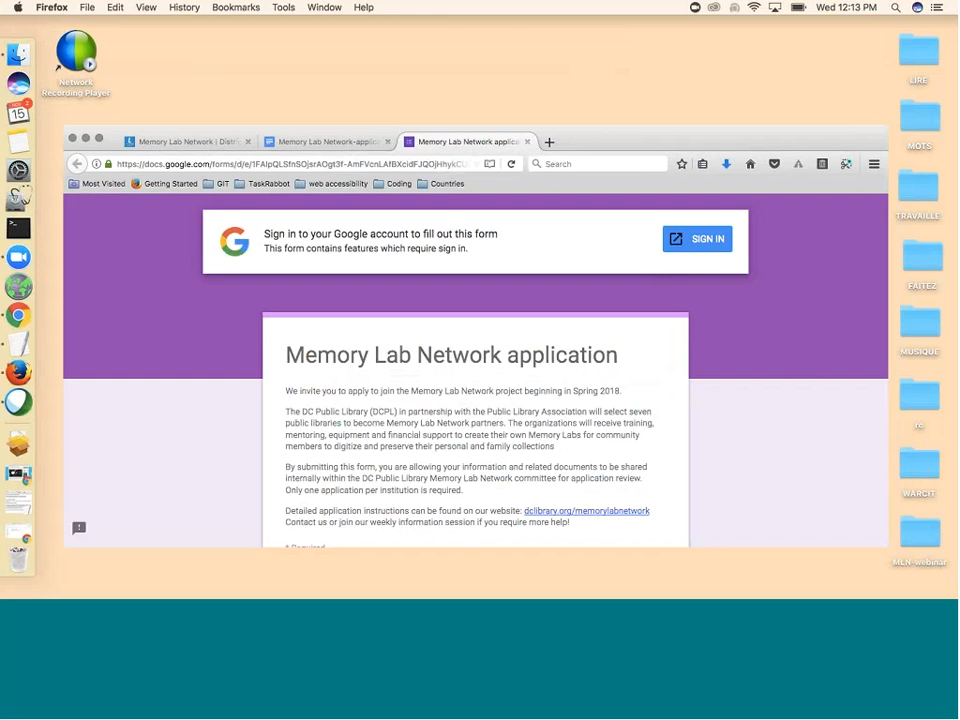 Firefox File Edit View History Bookmarks Tools Window Help Wed 12:13 PM
Network
Recording Player
LIRE
MOTS
TRAVAILLE
FAITEZ
MUSIQUE
re
WARCIT
MLN-webinar
15
Memory Lab Network | Distri
Memory Lab Network-applic
Memory Lab Network applica
https://docs.google.com/forms/d/e/
Search
Most Visited Getting Started GIT TaskRabbot web accessibility Coding Countries
Sign in to your Google account to fill out this form
This form contains features which require sign in.
SIGN IN
Memory Lab Network application
We invite you to apply to join the Memory Lab Network project beginning in Spring 2018.
The DC Public Library (DCPL) in partnership with the Public Library Association will select seven
public libraries to become Memory Lab Network partners. The organizations will receive training,
mentoring, equipment and financial support to create their own Memory Labs for community
members to digitize and preserve their personal and family collections
By submitting this form, you are allowing your information and related documents to be shared
internally within the DC Public Library Memory Lab Network committee for application review.
Only one application per institution is required.
Detailed application instructions can be found on our website: dclibrary.org/memorylabnetwork
Contact us or join our weekly information session if you require more help!
* Required